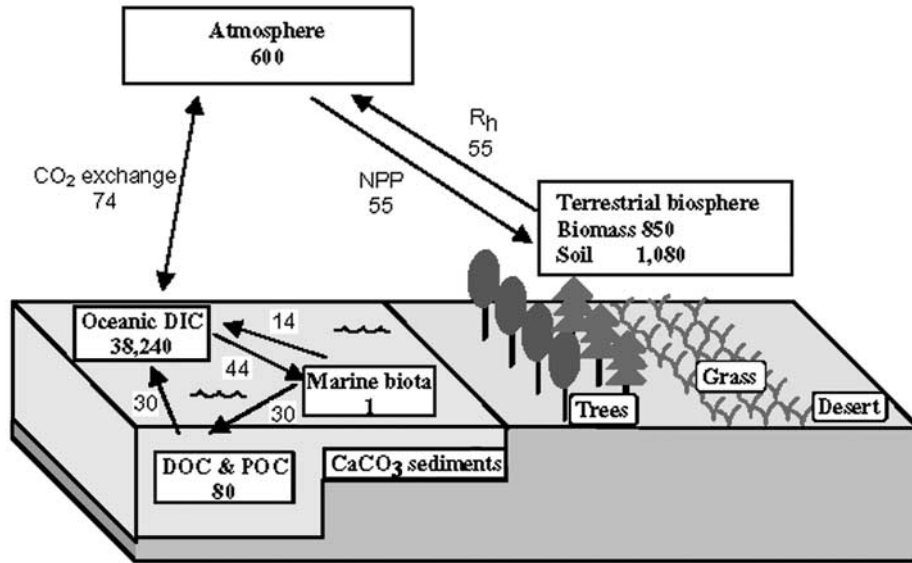 Atmosphere
600
R_h
55
CO₂ exchange
74
NPP
55
Terrestrial biosphere
Biomass 850
Soil 1,080
Oceanic DIC
38,240
14
44
Marine biota
1
30
30
DOC & POC
80
CaCO₃ sediments
Trees
Grass
Desert